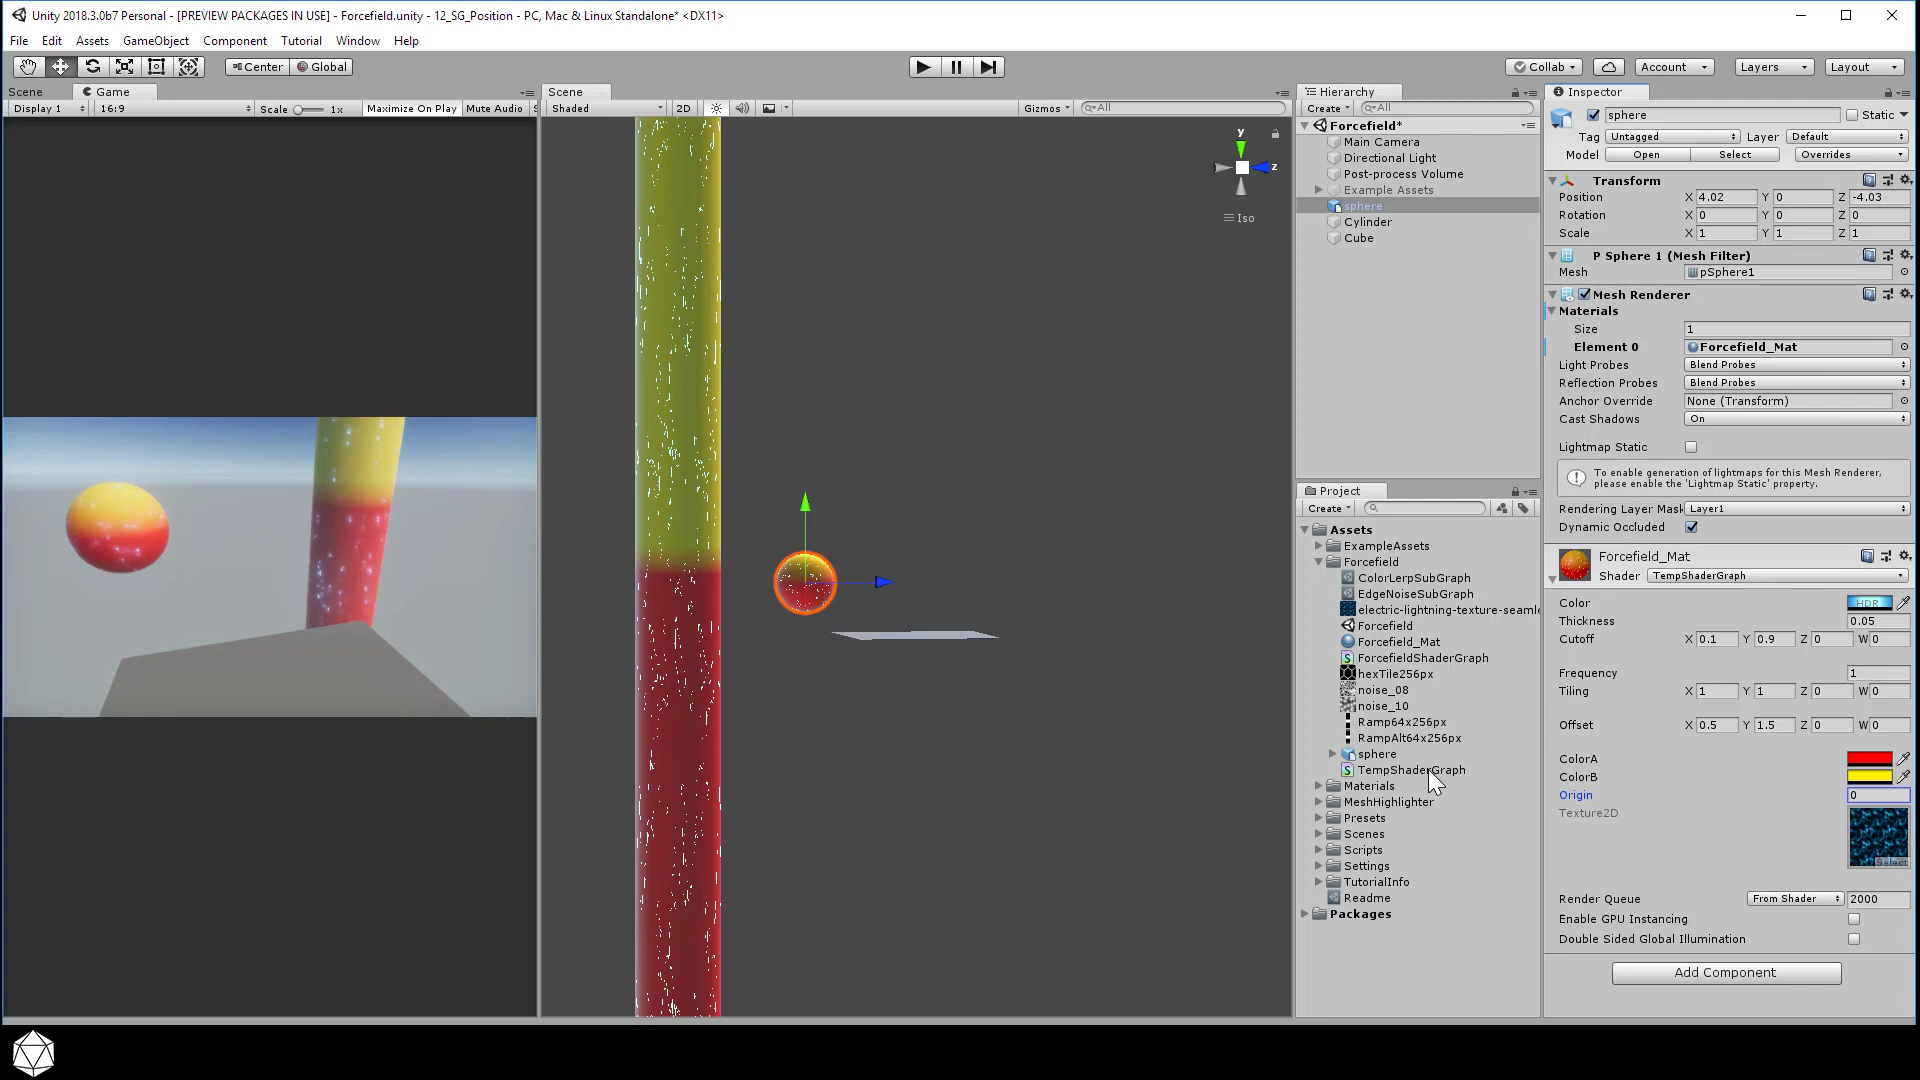 Unity 2018.3.0b7 Personal - [PREVIEW PACKAGES IN USE] - Forcefield.unity - 12_SG_Position - PC, Mac & Linux Standalone* <DX11>
File Edit Assets GameObject Component Tutorial Window Help
Center Global Collab Account Layers Layout
Scene Game
Display 1 16:9 Scale 1x Maximize On Play Mute Audio
Scene
Shaded 2D Gizmos All
y
z
Iso
Hierarchy
Create All
Forcefield*
Main Camera
Directional Light
Post-process Volume
Example Assets
sphere
Cylinder
Cube
Project
Create
Assets
ExampleAssets
Forcefield
ColorLerpSubGraph
EdgeNoiseSubGraph
electric-lightning-texture-seamle
Forcefield
Forcefield_Mat
ForcefieldShaderGraph
hexTile256px
noise_08
noise_10
Ramp64x256px
RampAlt64x256px
sphere
TempShaderGraph
Materials
MeshHighlighter
Presets
Scenes
Scripts
Settings
TutorialInfo
Readme
Packages
Inspector
sphere Static
Tag Untagged Layer Default
Model Open Select Overrides
Transform
Position X 4.02 Y 0 Z -4.03
Rotation X 0 Y 0 Z 0
Scale X 1 Y 1 Z 1
P Sphere 1 (Mesh Filter)
Mesh pSphere1
Mesh Renderer
Materials
Size 1
Element 0 Forcefield_Mat
Light Probes Blend Probes
Reflection Probes Blend Probes
Anchor Override None (Transform)
Cast Shadows On
Lightmap Static
To enable generation of lightmaps for this Mesh Renderer,
please enable the 'Lightmap Static' property.
Rendering Layer Mask Layer1
Dynamic Occluded
Forcefield_Mat
Shader TempShaderGraph
Color HDR
Thickness 0.05
Cutoff X 0.1 Y 0.9 Z 0 W 0
Frequency 1
Tiling X 1 Y 1 Z 0 W 0
Offset X 0.5 Y 1.5 Z 0 W 0
ColorA
ColorB
Origin 0
Texture2D
Select
Render Queue From Shader 2000
Enable GPU Instancing
Double Sided Global Illumination
Add Component